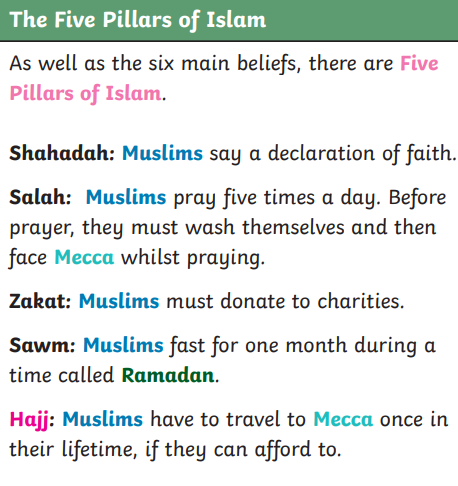 The Five Pillars of Islam
As well as the six main beliefs, there are Five
Pillars of Islam.
Shahadah: Muslims say a declaration of faith.
Salah: Muslims pray five times a day. Before
prayer, they must wash themselves and then
face Mecca whilst praying.
Zakat: Muslims must donate to charities.
Sawm: Muslims fast for one month during a
time called Ramadan.
Hajj: Muslims have to travel to Mecca once in
their lifetime, if they can afford to.